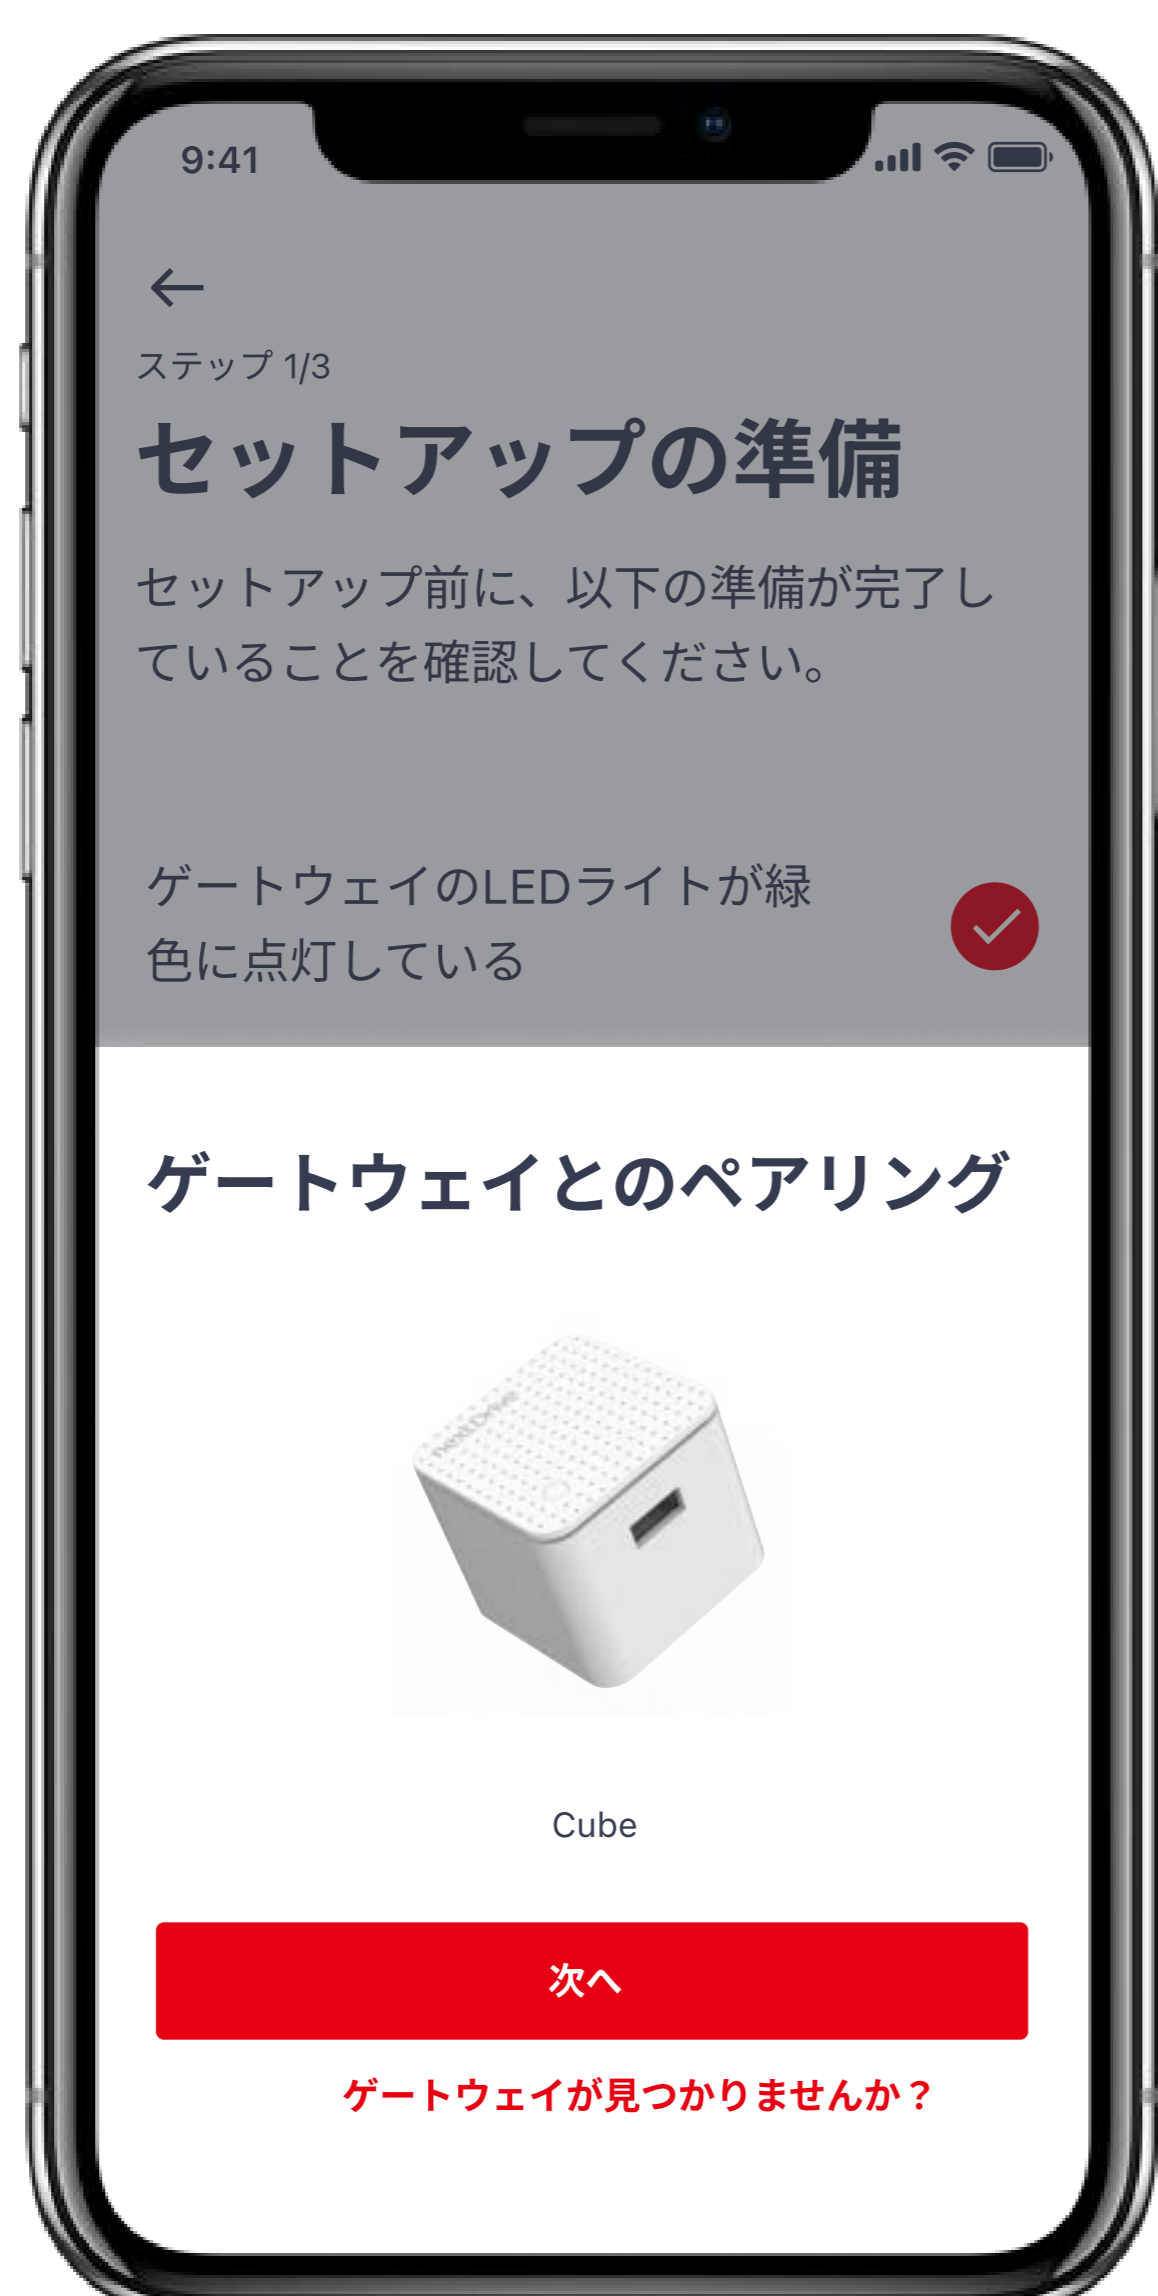 9:41
ステップ 1/3
セットアップの準備
セットアップ前に、以下の準備が完了し
ていることを確認してください。
ゲートウェイのLEDライトが緑
色に点灯している
ゲートウェイとのペアリング
nextDrive
Cube
次へ
ゲートウェイが見つかりませんか？